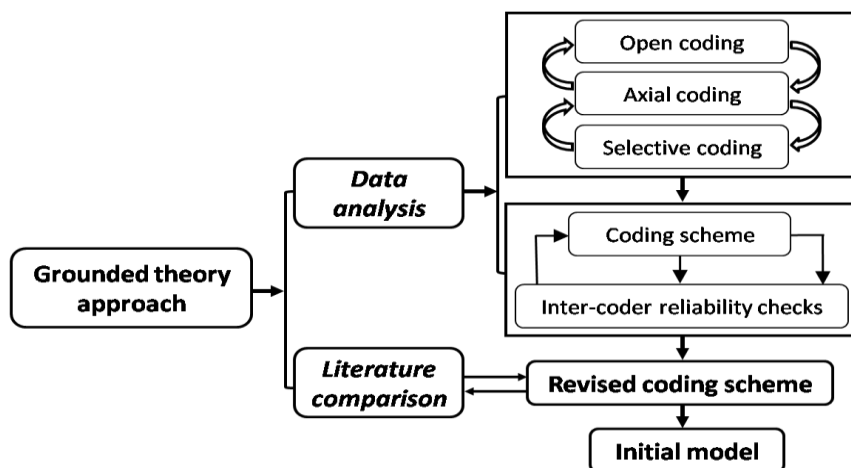 Open coding
Axial coding
Selective coding
Data
analysis
Coding scheme
Inter-coder reliability checks
Grounded theory
approach
Literature
comparison
Revised coding scheme
Initial model